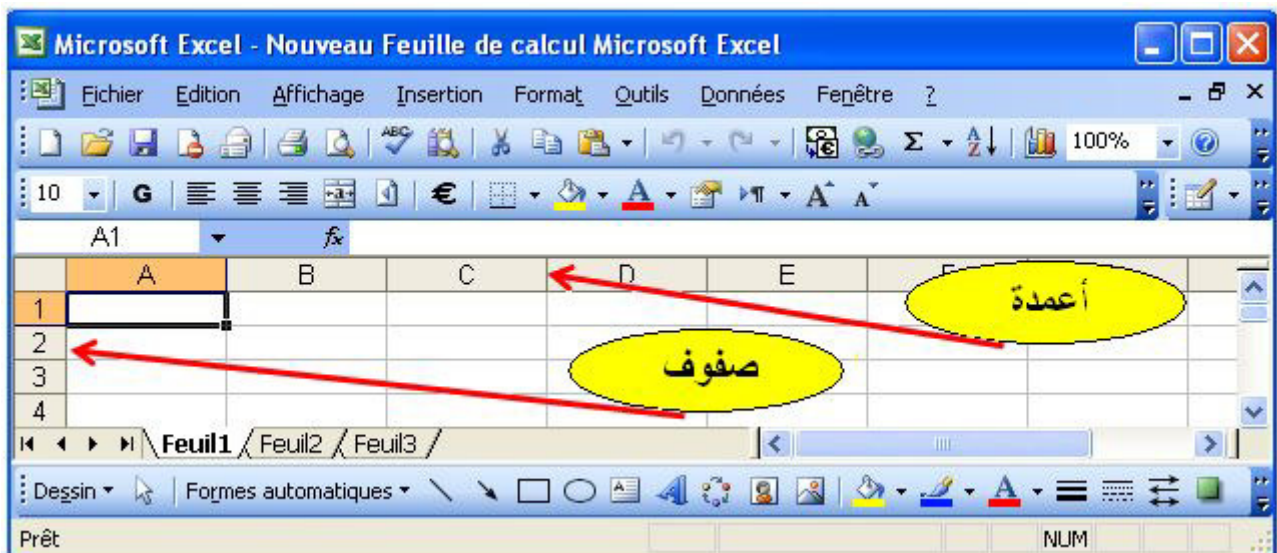 Microsoft Excel - Nouveau Feuille de calcul Microsoft Excel
Fichier Edition Affichage Insertion Format Outils Données Fenêtre ?
ABC Σ A Z 100% ?
10 G € A A A
A1 fx
A B C D E
أعمدة
1
2
صفوف
3
4
Feuil1 Feuil2 Feuil3
Dessin Formes automatiques A
Prêt NUM